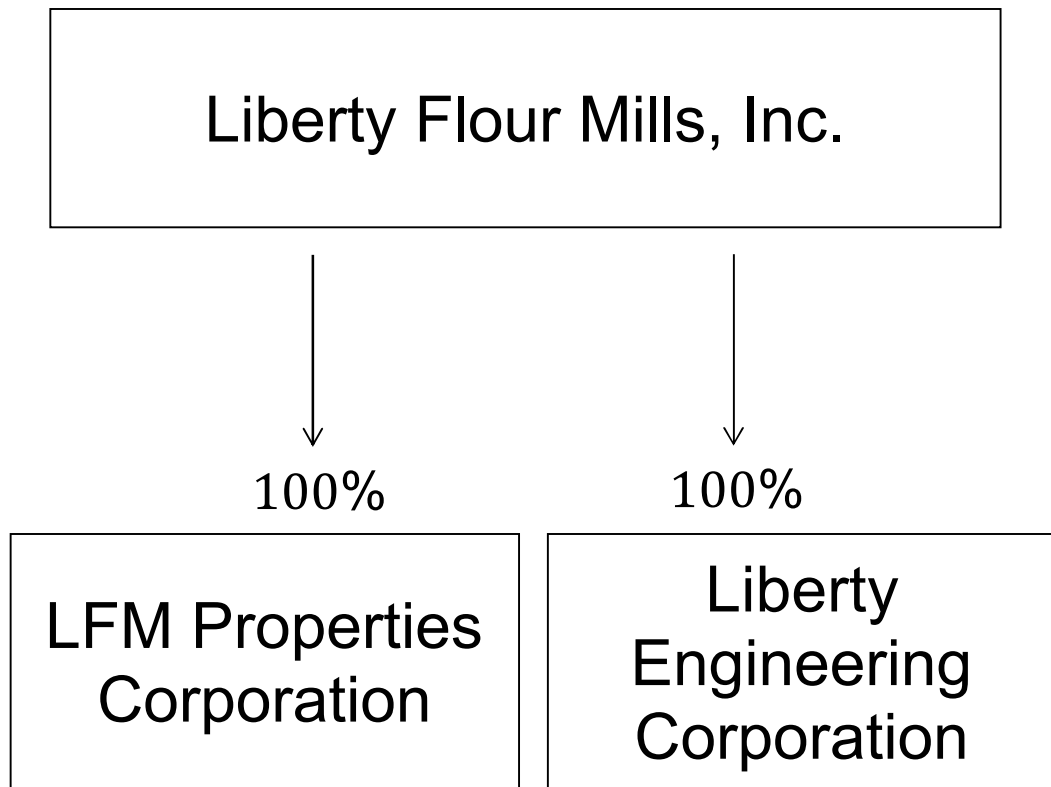 Liberty Flour Mills, Inc.
100%
100%
LFM Properties
Corporation
Liberty
Engineering
Corporation